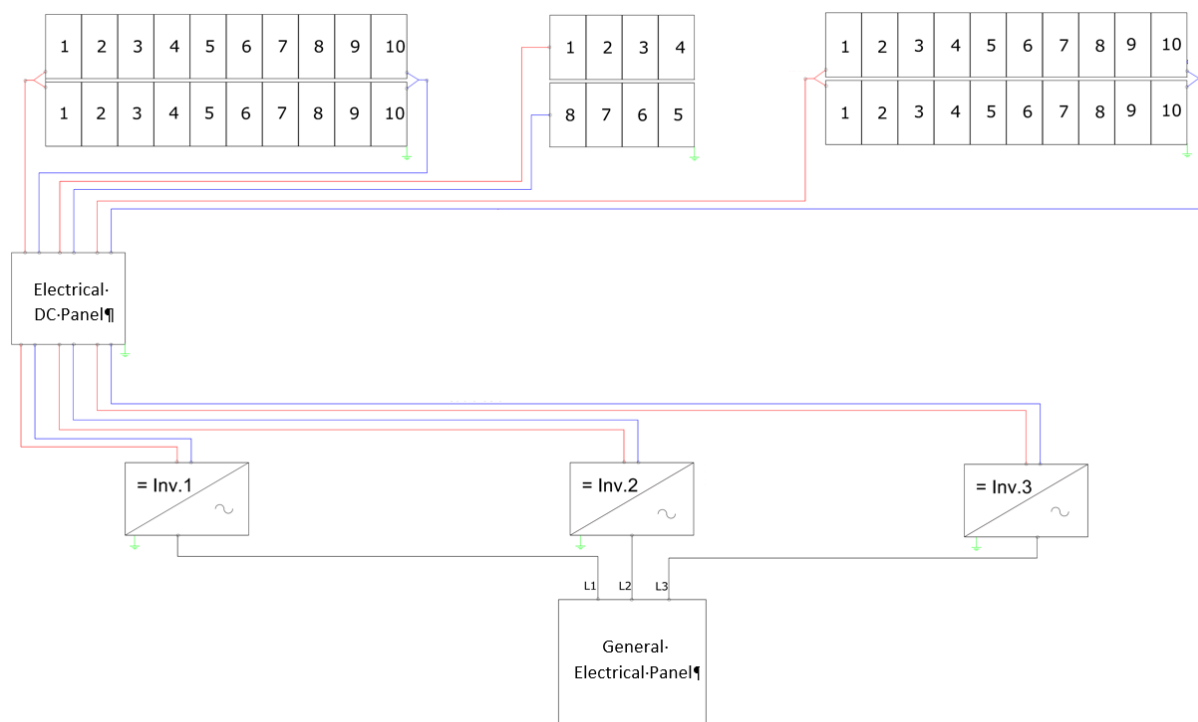 1 2 3 4 5 6 7 8 9 10
1 2 3 4 5 6 7 8 9 10
1 2 3 4
8 7 6 5
1 2 3 4 5 6 7 8 9 10
1 2 3 4 5 6 7 8 9 10
Electrical·
DC·Panel¶
= Inv.1
= Inv.2
= Inv.3
L1 L2 L3
General·
Electrical·Panel¶